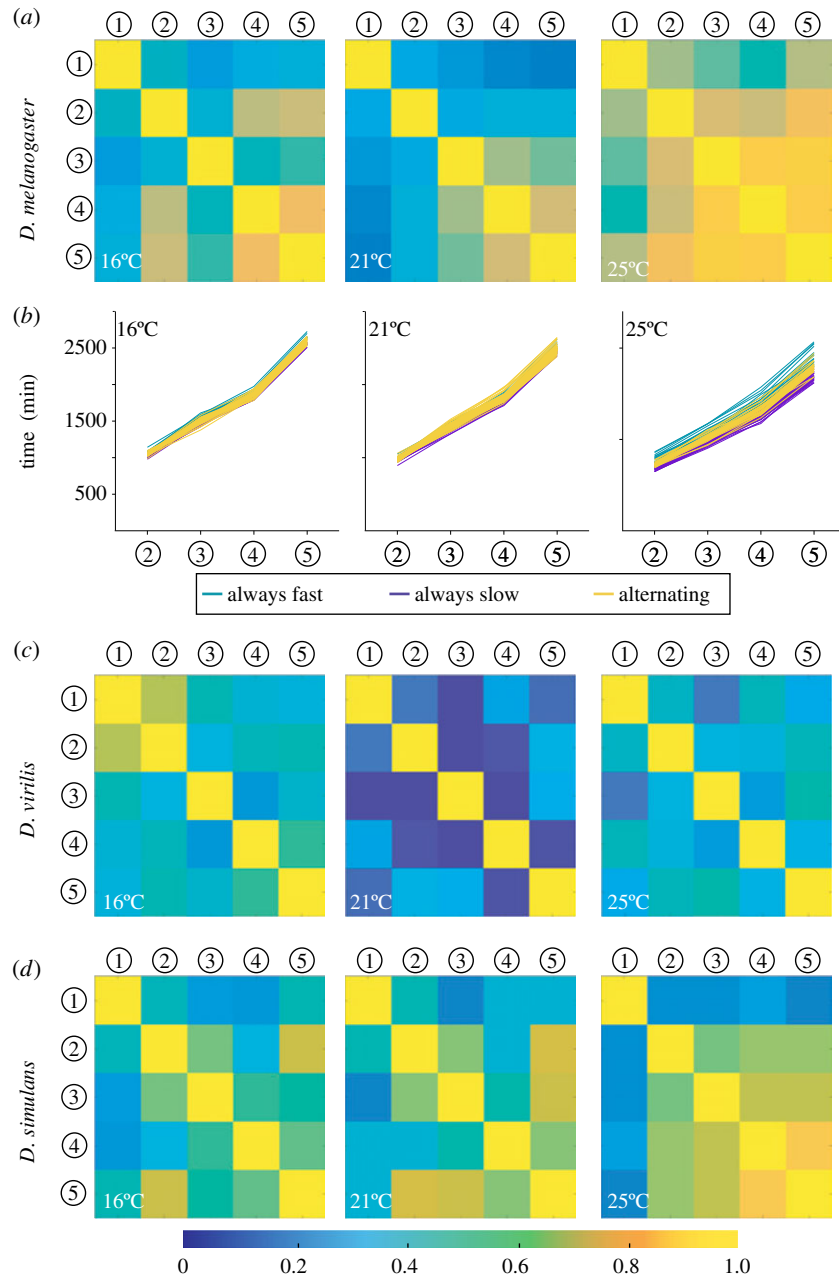 (a)
① ② ③ ④ ⑤ ① ② ③ ④ ⑤ ① ② ③ ④ ⑤
D. melanogaster
①
②
③
④
⑤
16ºC 21ºC 25ºC
(b)
16ºC 21ºC 25ºC
time (min)
2500
1500
500
② ③ ④ ⑤ ② ③ ④ ⑤ ② ③ ④ ⑤
always fast always slow alternating
(c)
① ② ③ ④ ⑤ ① ② ③ ④ ⑤ ① ② ③ ④ ⑤
D. virilis
①
②
③
④
⑤
16ºC 21ºC 25ºC
(d)
① ② ③ ④ ⑤ ① ② ③ ④ ⑤ ① ② ③ ④ ⑤
D. simulans
①
②
③
④
⑤
16ºC 21ºC 25ºC
0 0.2 0.4 0.6 0.8 1.0